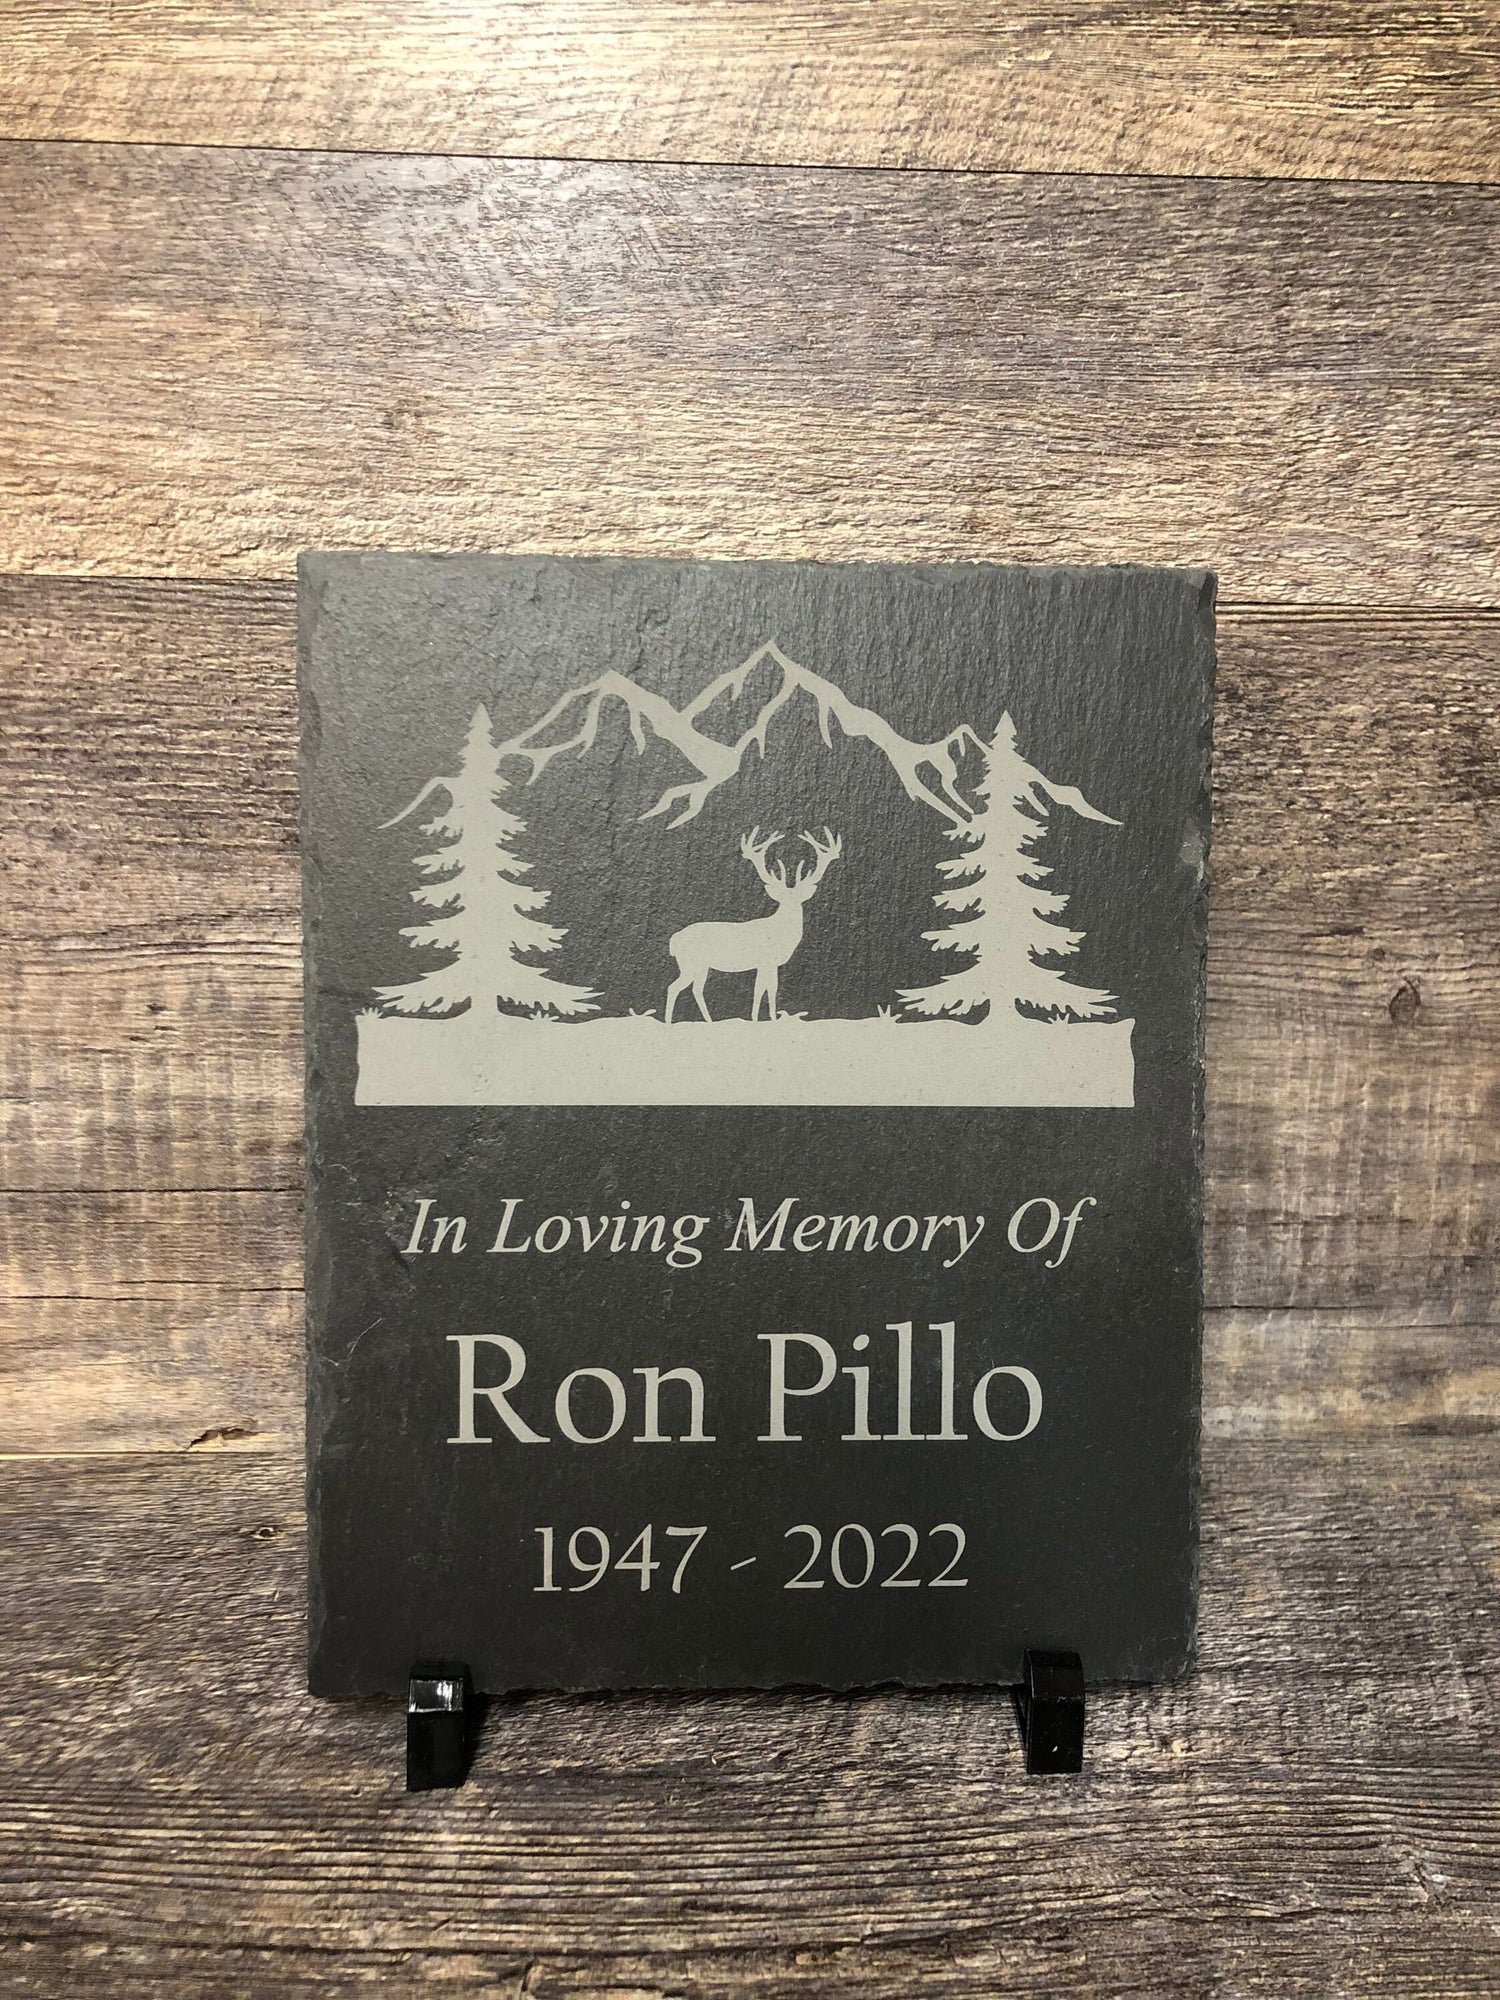 In Loving Memory Of
Ron Pillo
1947 - 2022